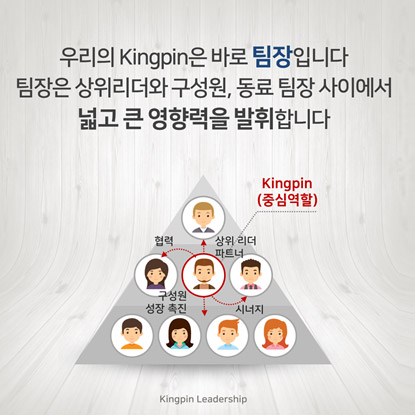 우리의 Kingpin은 바로 팀장입니다
팀장은 상위리더와 구성원, 동료 팀장 사이에서
넓고 큰 영향력을 발휘합니다
Kingpin
(중심역할)
협력
상위 리더
파트너
구성원
성장 촉진
시너지
Kingpin Leadership